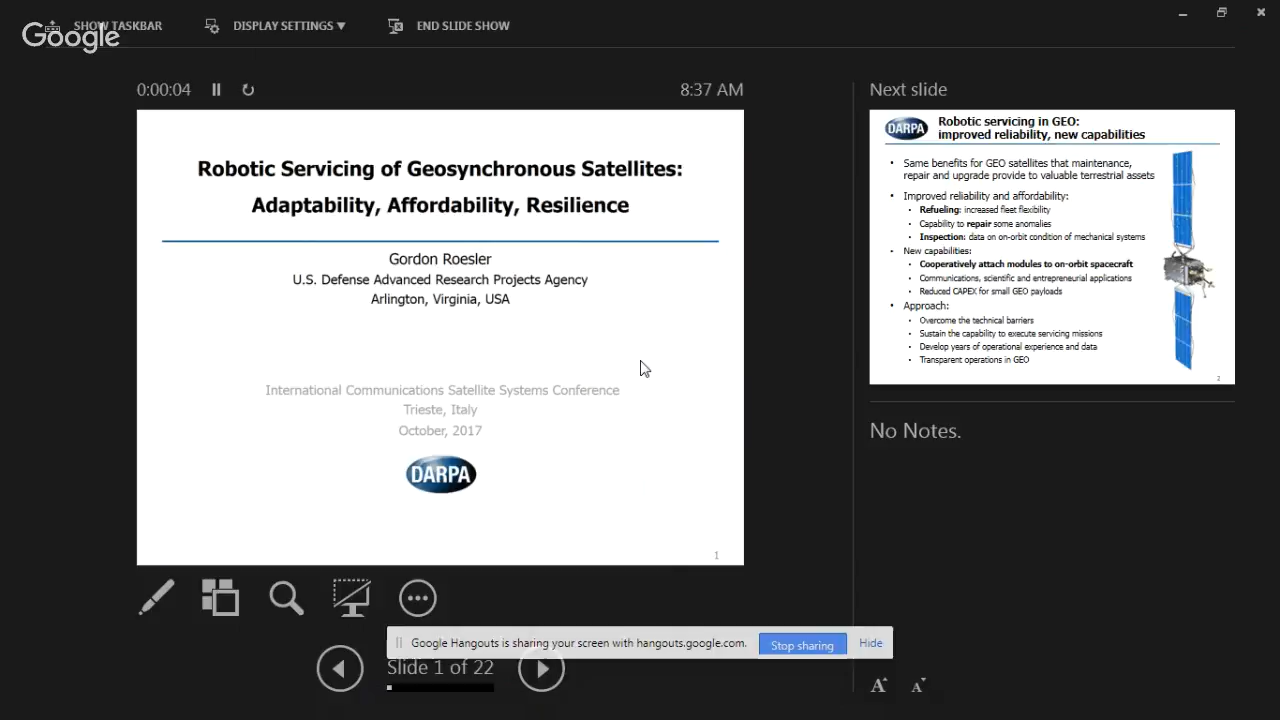 SHOW TASKBAR
DISPLAY SETTINGS
END SLIDE SHOW
Google
0:00:04
8:37 AM
Robotic Servicing of Geosynchronous Satellites:
Adaptability, Affordability, Resilience
Gordon Roesler
U.S. Defense Advanced Research Projects Agency
Arlington, Virginia, USA
International Communications Satellite Systems Conference
Trieste, Italy
October, 2017
DARPA
1
Next slide
DARPA
Robotic servicing in GEO:
improved reliability, new capabilities
• Same benefits for GEO satellites that maintenance,
repair and upgrade provide to valuable terrestrial assets
• Improved reliability and affordability:
• Refueling: increased fleet flexibility
• Capability to repair some anomalies
• Inspection: data on on-orbit condition of mechanical systems
• New capabilities:
• Cooperatively attach modules to on-orbit spacecraft
• Communications, scientific and entrepreneurial applications
• Reduced CAPEX for small GEO payloads
• Approach:
• Overcome the technical barriers
• Sustain the capability to execute servicing missions
• Develop years of operational experience and data
• Transparent operations in GEO
2
No Notes.
Google Hangouts is sharing your screen with hangouts.google.com.
Stop sharing
Hide
Slide 1 of 22
A A